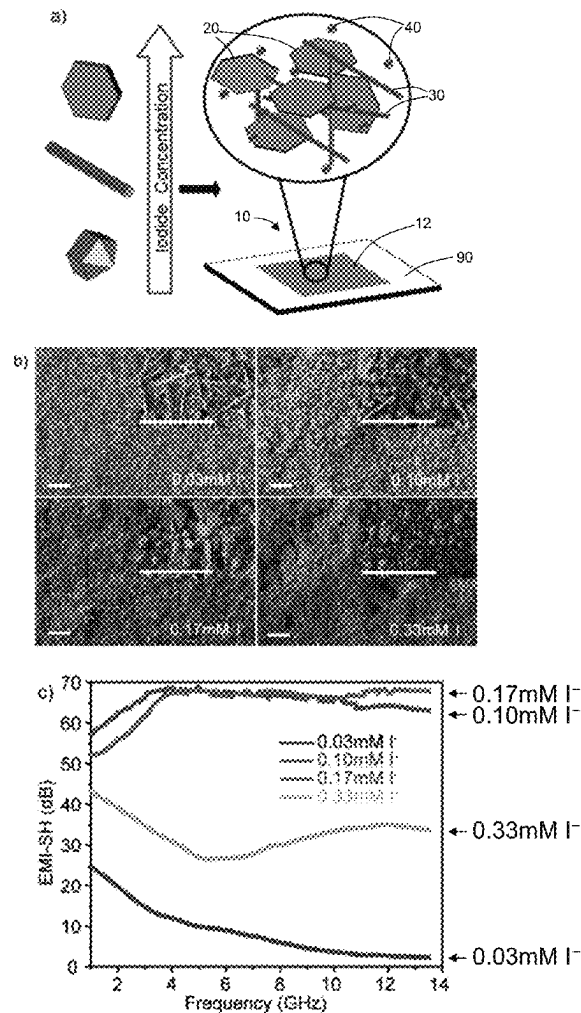 a)
20
40
30
Iodide Concentration
10
12
90
b)
0.03mM I
0.10mM I
0.17mM I
0.33mM I
c)
70
60
50
40
30
20
10
0
EMI-SH (dB)
0.03mM I-
0.10mM I-
0.17mM I-
0.33mM I-
0.17mM I⁻
0.10mM I⁻
0.33mM I⁻
0.03mM I⁻
2 4 6 8 10 12 14
Frequency (GHz)